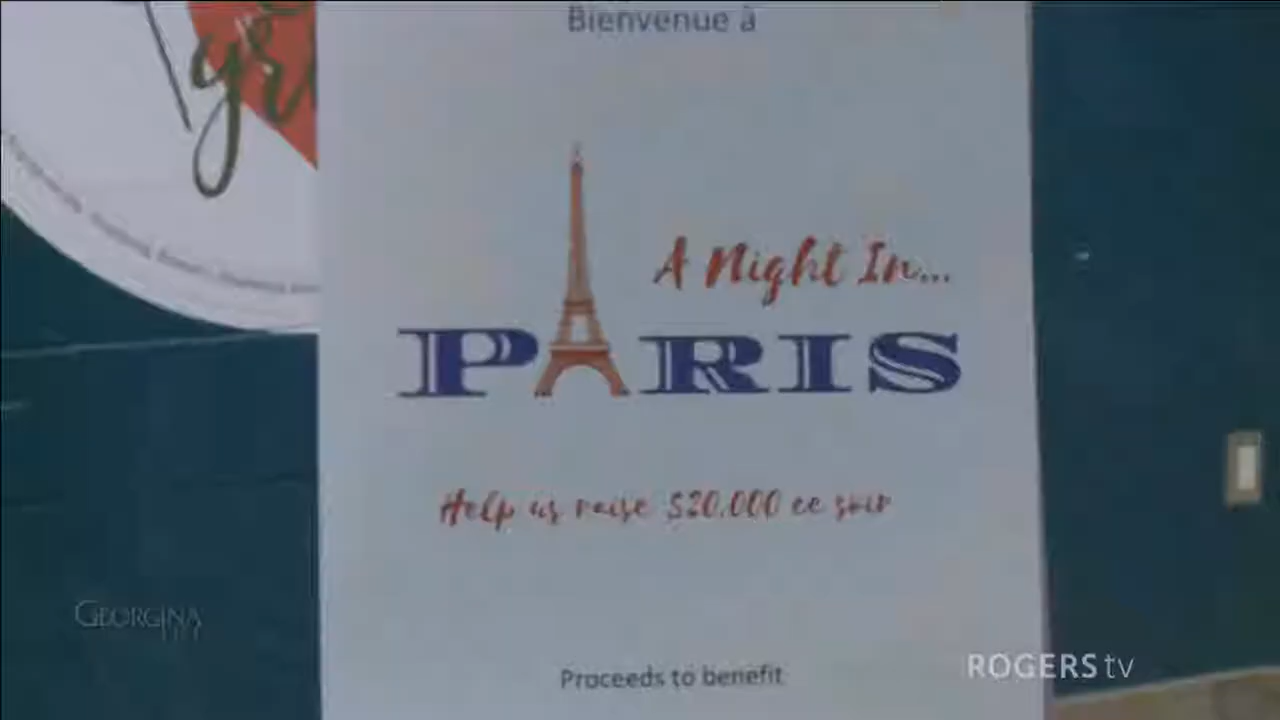 Bienvenue à
A Night In...
PARIS
Help us raise $20,000 ce soir
Proceeds to benefit
GEORGINA
ROGERS tv